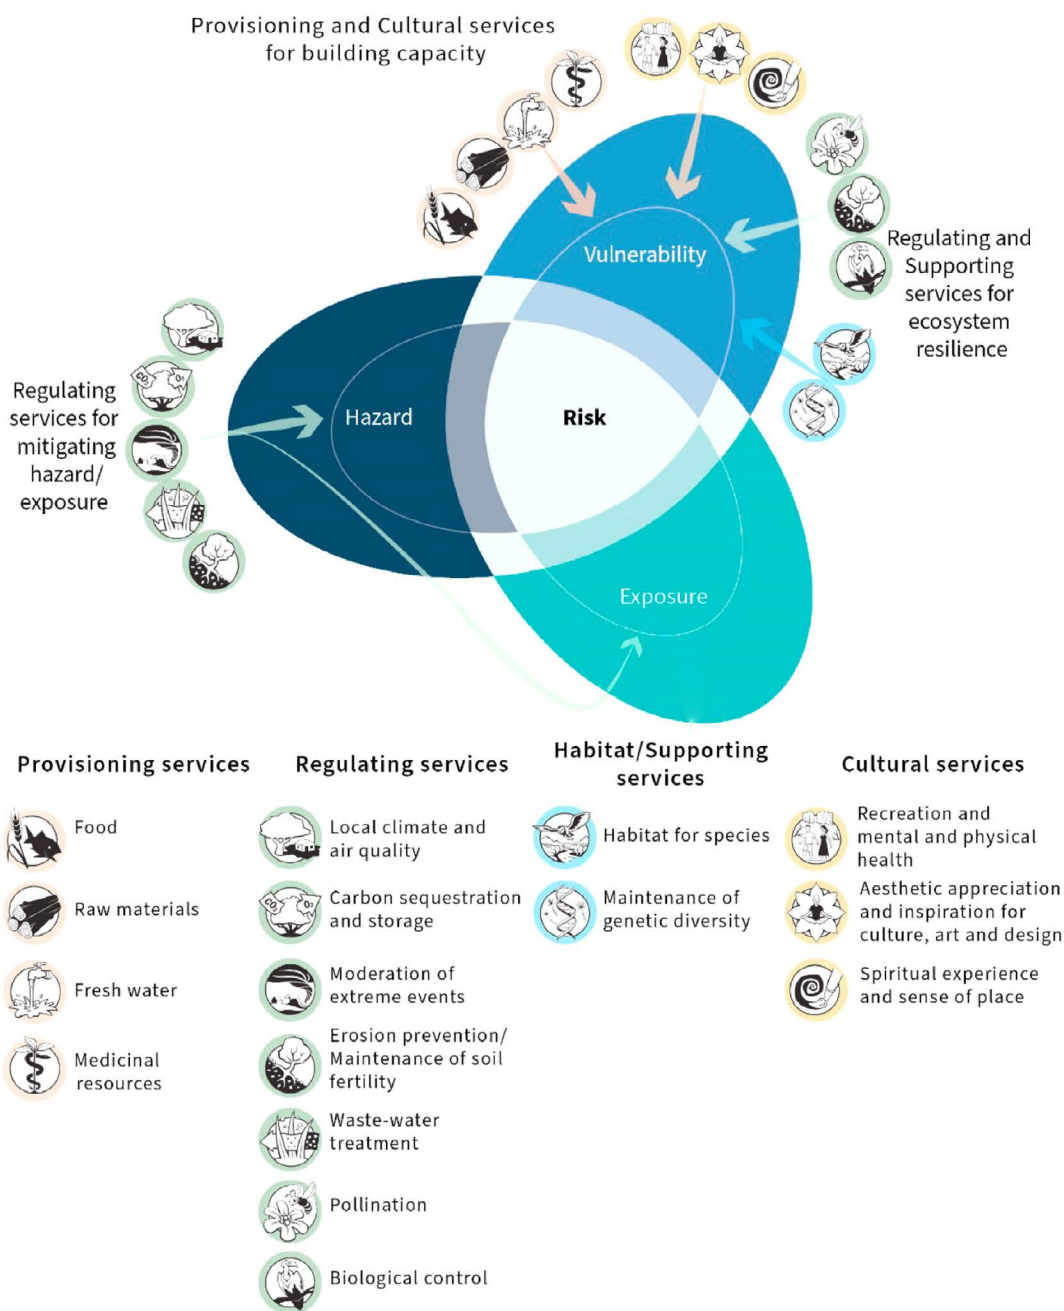 Provisioning and Cultural services
for building capacity
Vulnerability
Regulating and
Supporting
services for
ecosystem
resilience
Regulating
services for
mitigating
hazard/
exposure
Hazard
Risk
Exposure
Provisioning services
Food
Raw materials
Fresh water
Medicinal
resources
Regulating services
Local climate and
air quality
CO₂
O₂
Carbon sequestration
and storage
Moderation of
extreme events
Erosion prevention/
Maintenance of soil
fertility
Waste-water
treatment
Pollination
Biological control
Habitat/Supporting
services
Habitat for species
Maintenance of
genetic diversity
Cultural services
Recreation and
mental and physical
health
Aesthetic appreciation
and inspiration for
culture, art and design
Spiritual experience
and sense of place